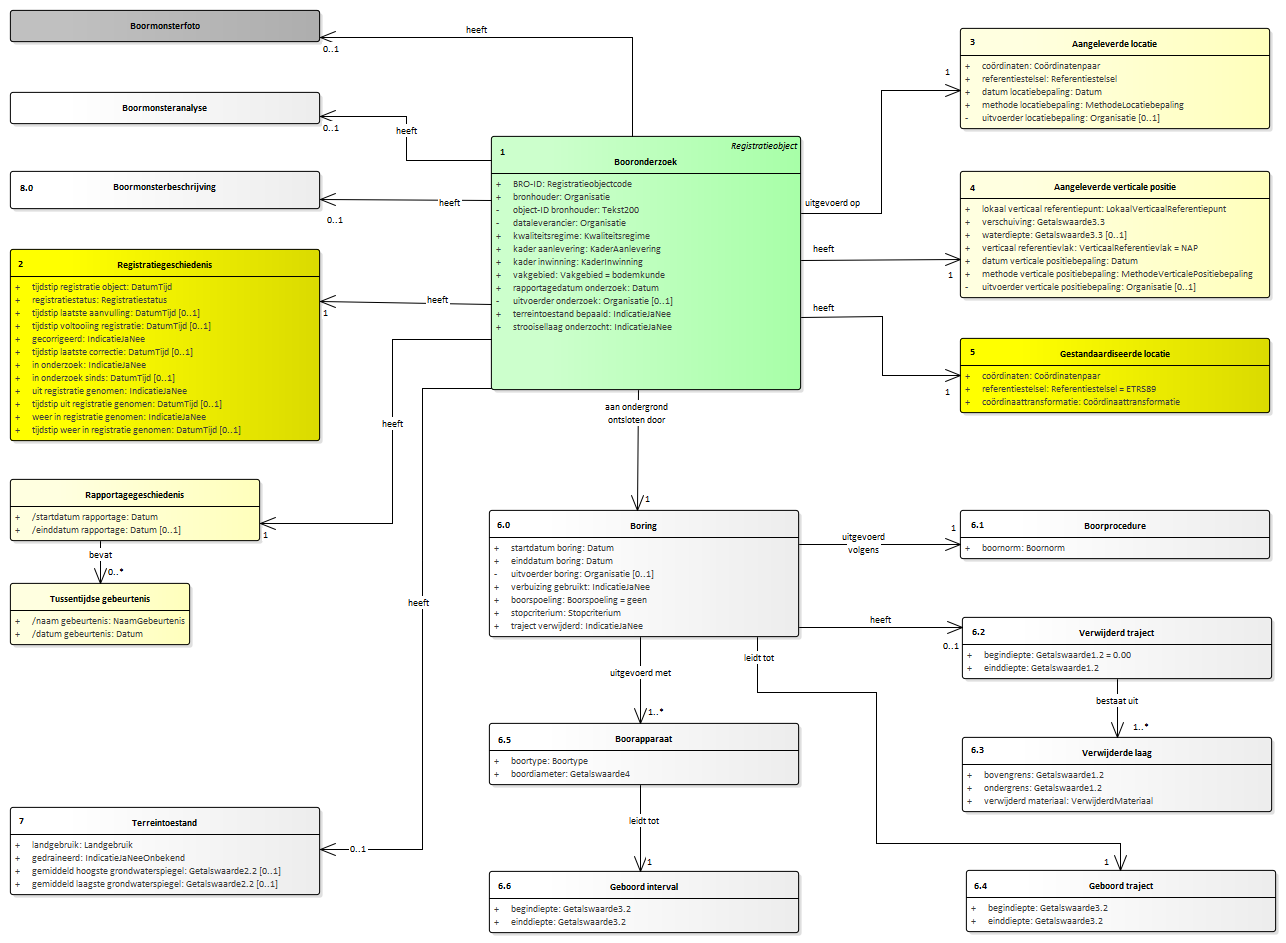 Boormonsterfoto
heeft
0..1
Boormonsteranalyse
heeft
0..1
8.0
Boormonsterbeschrijving
heeft
0..1
2
Registratiegeschiedenis
+ tijdstip registratie object: DatumTijd
+ registratiestatus: Registratiestatus
+ tijdstip laatste aanvulling: DatumTijd [0..1]
+ tijdstip voltooiing registratie: DatumTijd [0..1]
+ gecorrigeerd: IndicatieJaNee
+ tijdstip laatste correctie: DatumTijd [0..1]
+ in onderzoek: IndicatieJaNee
+ in onderzoek sinds: DatumTijd [0..1]
+ uit registratie genomen: IndicatieJaNee
+ tijdstip uit registratie genomen: DatumTijd [0..1]
+ weer in registratie genomen: IndicatieJaNee
+ tijdstip weer in registratie genomen: DatumTijd [0..1]
heeft
1
Registratieobject
1
Booronderzoek
+ BRO-ID: Registratieobjectcode
+ bronhouder: Organisatie
- object-ID bronhouder: Tekst200
- dataleverancier: Organisatie
+ kwaliteitsregime: Kwaliteitsregime
+ kader aanlevering: KaderAanlevering
+ kader inwinning: KaderInwinning
+ vakgebied: Vakgebied = bodemkunde
+ rapportagedatum onderzoek: Datum
- uitvoerder onderzoek: Organisatie [0..1]
+ terreintoestand bepaald: IndicatieJaNee
+ strooisellaag onderzocht: IndicatieJaNee
uitgevoerd op
1
3
Aangeleverde locatie
+ coördinaten: Coördinatenpaar
+ referentiestelsel: Referentiestelsel
+ datum locatiebepaling: Datum
+ methode locatiebepaling: MethodeLocatiebepaling
- uitvoerder locatiebepaling: Organisatie [0..1]
heeft
1
4
Aangeleverde verticale positie
+ lokaal verticaal referentiepunt: LokaalVerticaalReferentiepunt
+ verschuiving: Getalswaarde3.3
+ waterdiepte: Getalswaarde3.3 [0..1]
+ verticaal referentievlak: VerticaalReferentievlak = NAP
+ datum verticale positiebepaling: Datum
+ methode verticale positiebepaling: MethodeVerticalePositiebepaling
- uitvoerder verticale positiebepaling: Organisatie [0..1]
heeft
1
5
Gestandaardiseerde locatie
+ coördinaten: Coördinatenpaar
+ referentiestelsel: Referentiestelsel = ETRS89
+ coördinaattransformatie: Coördinaattransformatie
heeft
1
Rapportagegeschiedenis
+ /startdatum rapportage: Datum
+ /einddatum rapportage: Datum [0..1]
bevat
0..*
Tussentijdse gebeurtenis
+ /naam gebeurtenis: NaamGebeurtenis
+ /datum gebeurtenis: Datum
aan ondergrond
ontsloten door
1
6.0
Boring
+ startdatum boring: Datum
+ einddatum boring: Datum
- uitvoerder boring: Organisatie [0..1]
+ verbuizing gebruikt: IndicatieJaNee
+ boorspoeling: Boorspoeling = geen
+ stopcriterium: Stopcriterium
+ traject verwijderd: IndicatieJaNee
uitgevoerd
volgens
1
6.1
Boorprocedure
+ boornorm: Boornorm
heeft
0..1
6.2
Verwijderd traject
+ begindiepte: Getalswaarde1.2 = 0.00
+ einddiepte: Getalswaarde1.2
bestaat uit
1..*
6.3
Verwijderde laag
+ bovengrens: Getalswaarde1.2
+ ondergrens: Getalswaarde1.2
+ verwijderd materiaal: VerwijderdMateriaal
uitgevoerd met
1..*
leidt tot
6.5
Boorapparaat
+ boortype: Boortype
+ boordiameter: Getalswaarde4
leidt tot
1
6.6
Geboord interval
+ begindiepte: Getalswaarde3.2
+ einddiepte: Getalswaarde3.2
1
6.4
Geboord traject
+ begindiepte: Getalswaarde3.2
+ einddiepte: Getalswaarde3.2
heeft
0..1
7
Terreintoestand
+ landgebruik: Landgebruik
+ gedraineerd: IndicatieJaNeeOnbekend
+ gemiddeld hoogste grondwaterspiegel: Getalswaarde2.2 [0..1]
+ gemiddeld laagste grondwaterspiegel: Getalswaarde2.2 [0..1]